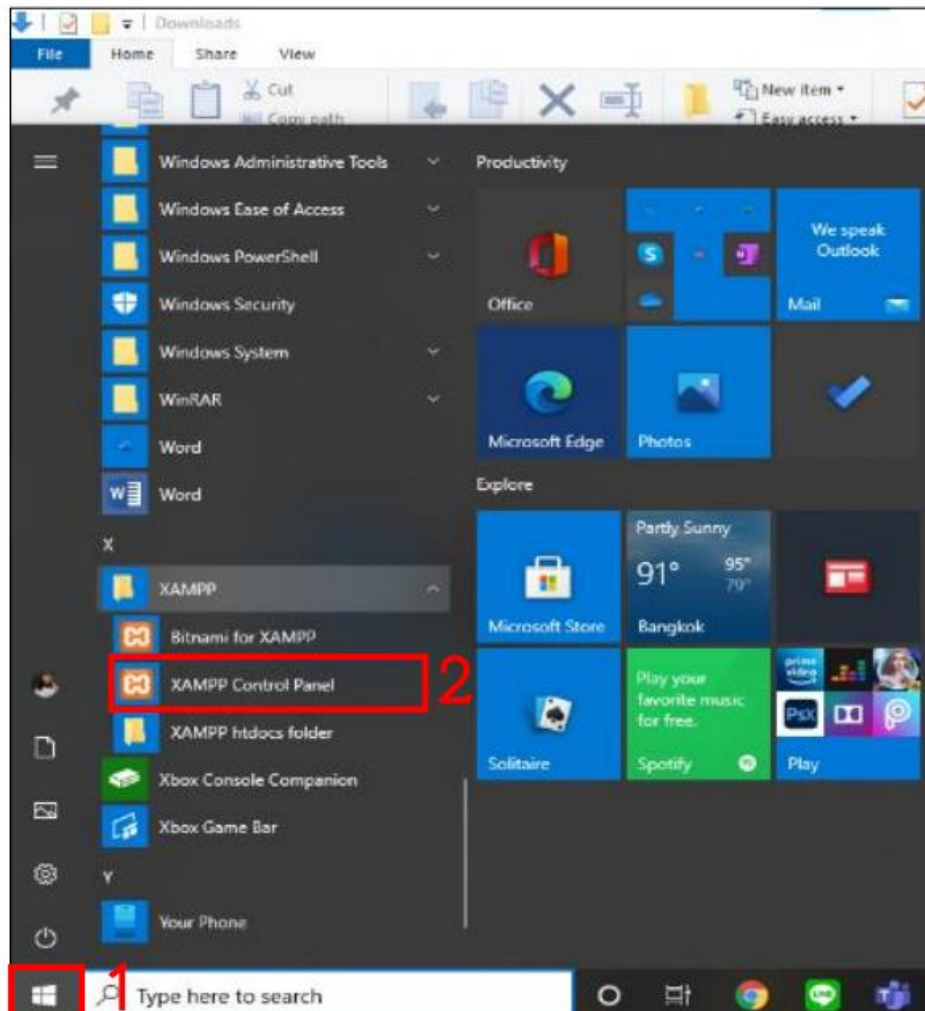 Downloads
File Home Share View
Cut
Copy path
New item
Easy access
Windows Administrative Tools
Windows Ease of Access
Windows PowerShell
Windows Security
Windows System
WinRAR
Word
Word
X
XAMPP
Bitnami for XAMPP
XAMPP Control Panel
2
XAMPP htdocs folder
Xbox Console Companion
Xbox Game Bar
Y
Your Phone
Productivity
Office
We speak
Outlook
Mail
Microsoft Edge
Photos
Explore
Microsoft Store
Partly Sunny
91° 95°
79°
Bangkok
Solitaire
Play your
favorite music
for free.
Spotify
prime
video
PSX
Play
1
Type here to search
LINE